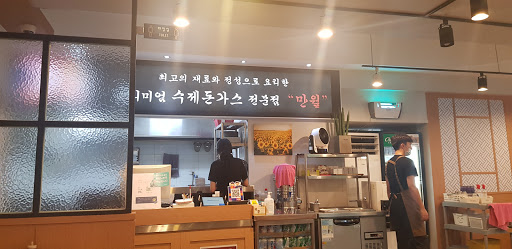 최고의 재료와 정성으로 요리한
리미엄 수제돈가스 전문점 "만월"